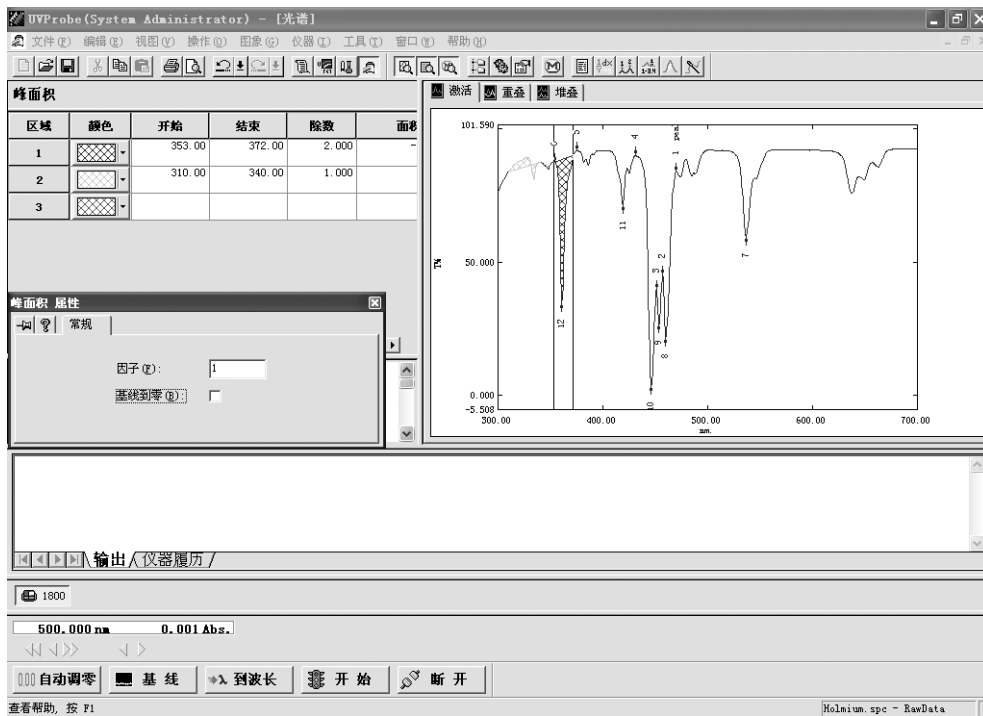 UVProbe(System Administrator) - [光谱]
文件(F) 编辑(E) 视图(V) 操作(O) 图象(G) 仪器(I) 工具(T) 窗口(W) 帮助(H)
峰面积
区域 颜色 开始 结束 除数 面积
1 353.00 372.00 2.000
2 310.00 340.00 1.000
3
峰面积 属性
常规
因子(F): 1
基线到零(B):
激活 重叠 堆叠
101.590
50.000
0.000
-5.508
T%
300.00 400.00 500.00 600.00 700.00
nm.
5 4 1
11 3 2 7
12 9 8
10
输出 仪器履历
1800
500.000 nm 0.001 Abs.
自动调零 基线 到波长 开始 断开
查看帮助, 按 F1
Holmium.spc - RawData